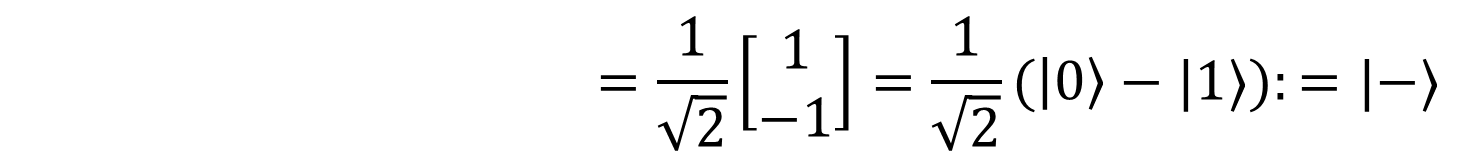 = 1/√2 [1 −1] = 1/√2 (|0⟩ − |1⟩): = |−⟩